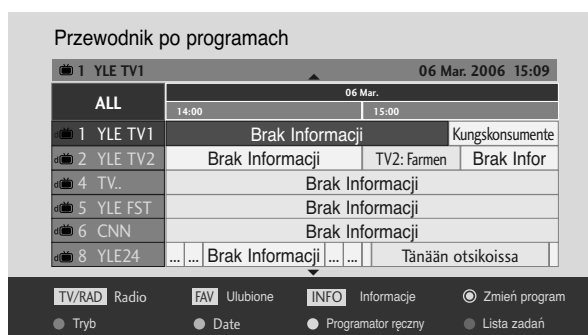 Przewodnik po programach
1 YLE TV1 06 Mar. 2006 15:09
ALL 06 Mar.
14:00 15:00
1 YLE TV1 Brak Informacji Kungskonsumente
2 YLE TV2 Brak Informacji TV2: Farmen Brak Infor
4 TV.. Brak Informacji
5 YLE FST Brak Informacji
6 CNN Brak Informacji
8 YLE24 ... ... Brak Informacji ... ... Tänään otsikoissa
TV/RAD Radio FAV Ulubione INFO Informacje Zmień program
Tryb Date Programator ręczny Lista zadań